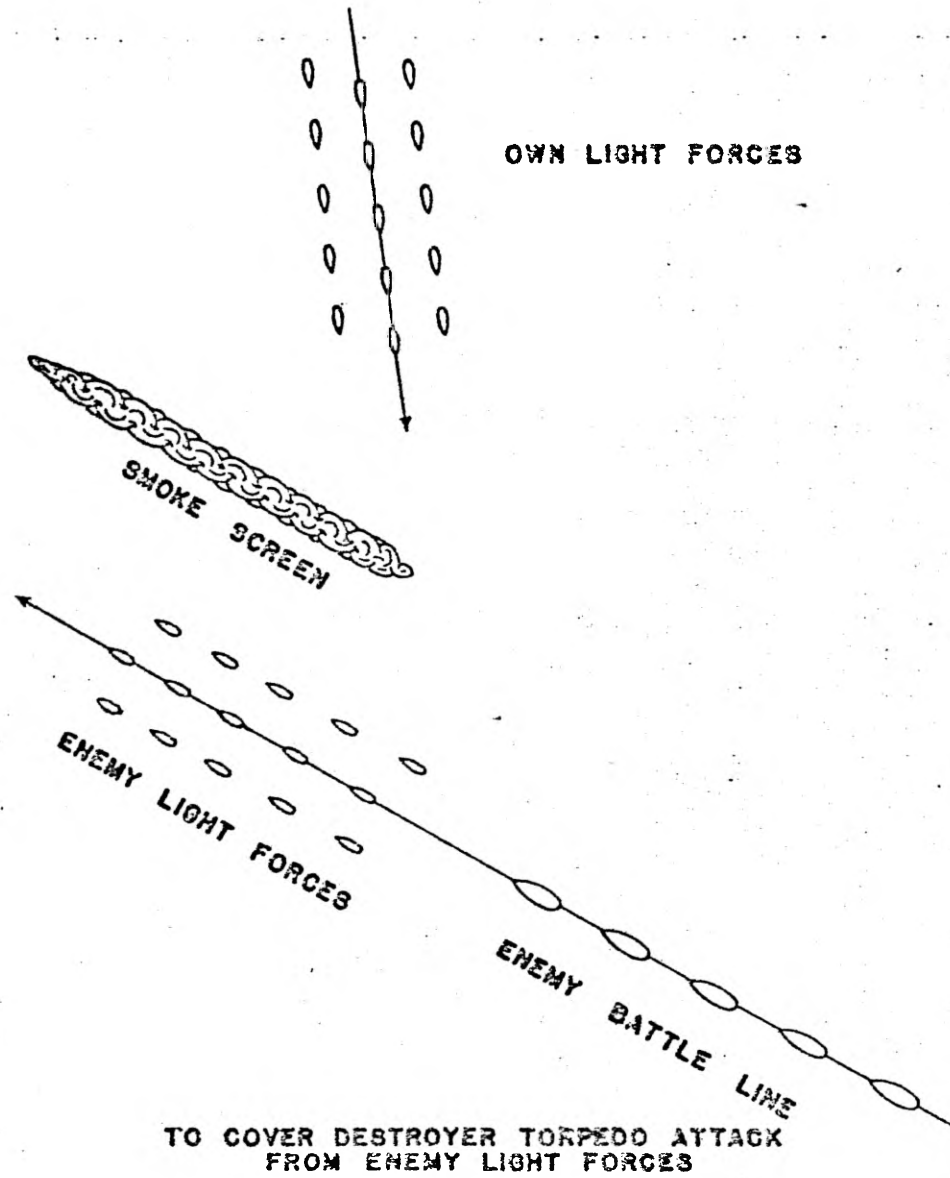 OWN LIGHT FORCES
SMOKE SCREEN
ENEMY LIGHT FORCES
ENEMY BATTLE LINE
TO COVER DESTROYER TORPEDO ATTACK
FROM ENEMY LIGHT FORCES